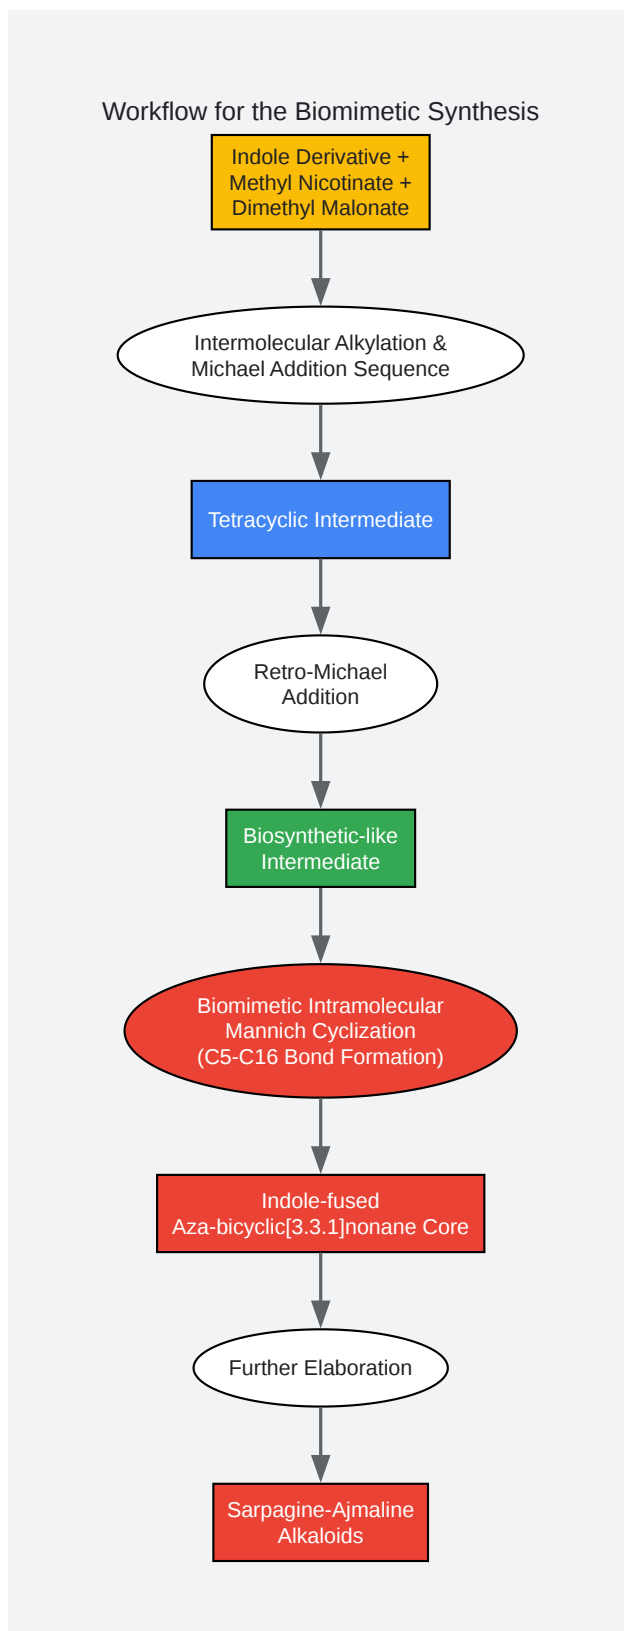 Workflow for the Biomimetic Synthesis
Indole Derivative +
Methyl Nicotinate +
Dimethyl Malonate
Intermolecular Alkylation &
Michael Addition Sequence
Tetracyclic Intermediate
Retro-Michael
Addition
Biosynthetic-like
Intermediate
Biomimetic Intramolecular
Mannich Cyclization
(C5-C16 Bond Formation)
Indole-fused
Aza-bicyclic[3.3.1]nonane Core
Further Elaboration
Sarpagine-Ajmaline
Alkaloids